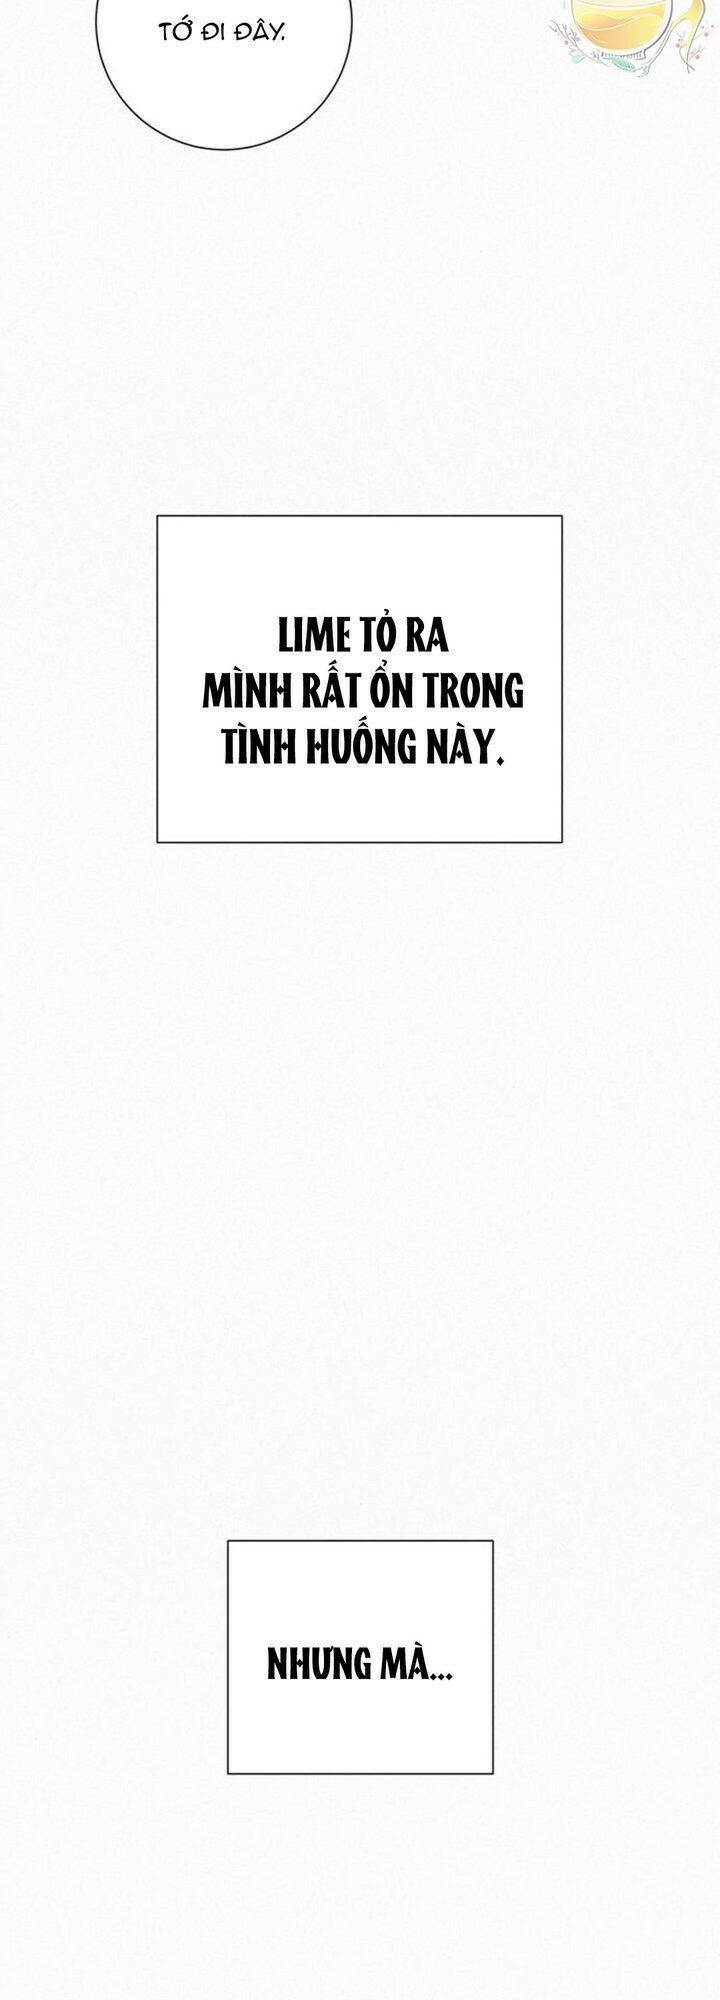 TỚ ĐI ĐÂY.
LIME TỎ RA
MÌNH RẤT ỔN TRONG
TÌNH HUỐNG NÀY.
NHƯNG MÀ...